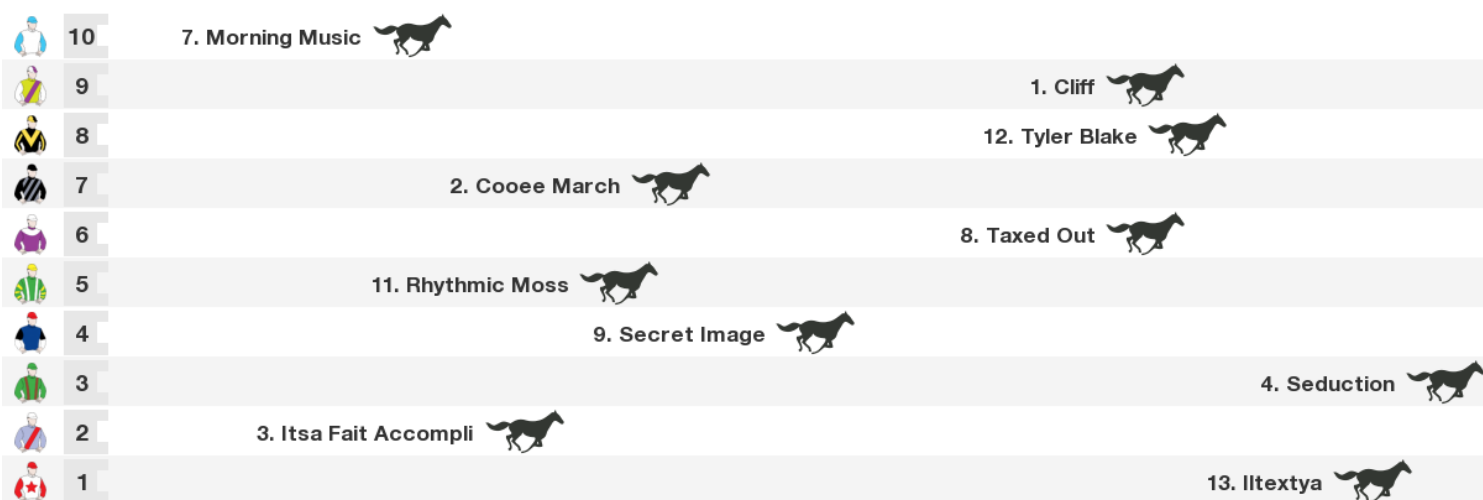 10 7. Morning Music
9 1. Cliff
8 12. Tyler Blake
7 2. Cooee March
6 8. Taxed Out
5 11. Rhythmic Moss
4 9. Secret Image
3 4. Seduction
2 3. Itsa Fait Accompli
1 13. Iltextya